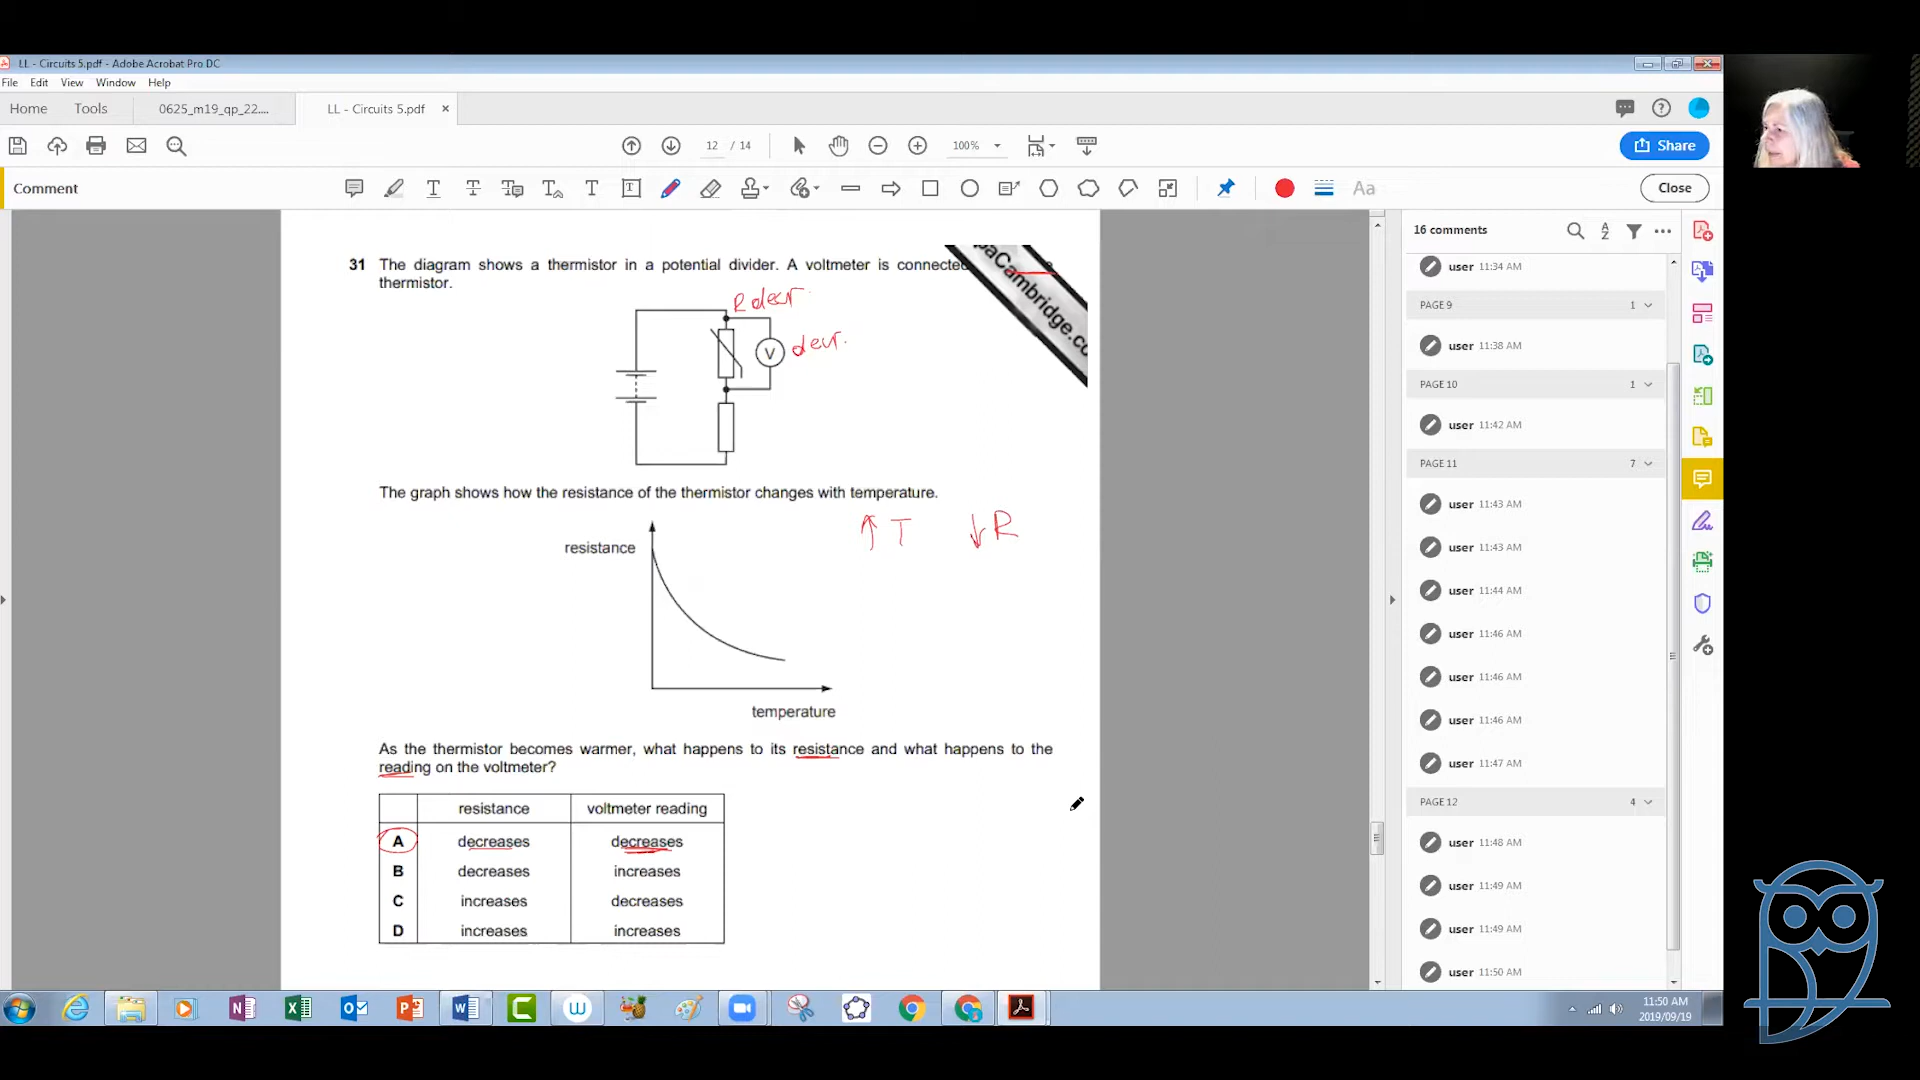 LL - Circuits 5.pdf - Adobe Acrobat Pro DC
File Edit View Window Help
Home Tools 0625_m19_qp_22.... LL - Circuits 5.pdf ×
12 / 14 100% Share
Comment Aa Close
16 comments
31 The diagram shows a thermistor in a potential divider. A voltmeter is connected
thermistor.
paCambridge.co
R decr.
V decr.
The graph shows how the resistance of the thermistor changes with temperature.
↑ T ↓ R
resistance
temperature
As the thermistor becomes warmer, what happens to its resistance and what happens to the
reading on the voltmeter?
resistance voltmeter reading
A decreases decreases
B decreases increases
C increases decreases
D increases increases
user 11:34 AM
PAGE 9 1
user 11:38 AM
PAGE 10 1
user 11:42 AM
PAGE 11 7
user 11:43 AM
user 11:43 AM
user 11:44 AM
user 11:46 AM
user 11:46 AM
user 11:46 AM
user 11:47 AM
PAGE 12 4
user 11:48 AM
user 11:49 AM
user 11:49 AM
user 11:50 AM
11:50 AM
2019/09/19